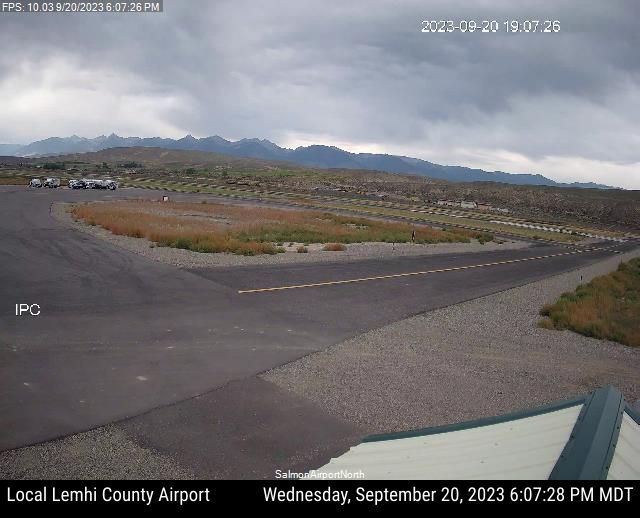 FPS: 10.03 9/20/2023 6:07:26 PM
2023-09-20 19:07:26
IPC
SalmonAirportNorth
Local Lemhi County Airport Wednesday, September 20, 2023 6:07:28 PM MDT